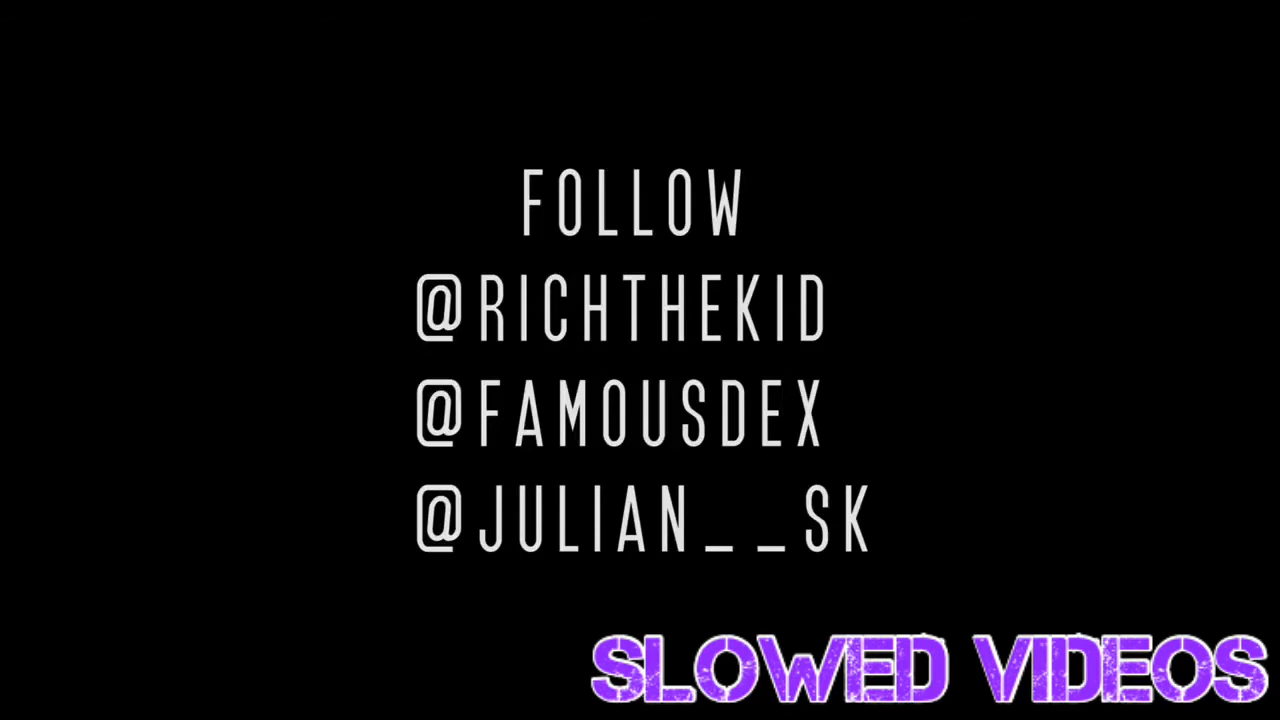 FOLLOW
@RICHTHEKID
@FAMOUSDEX
@JULIAN__SK
SLOWED VIDEOS